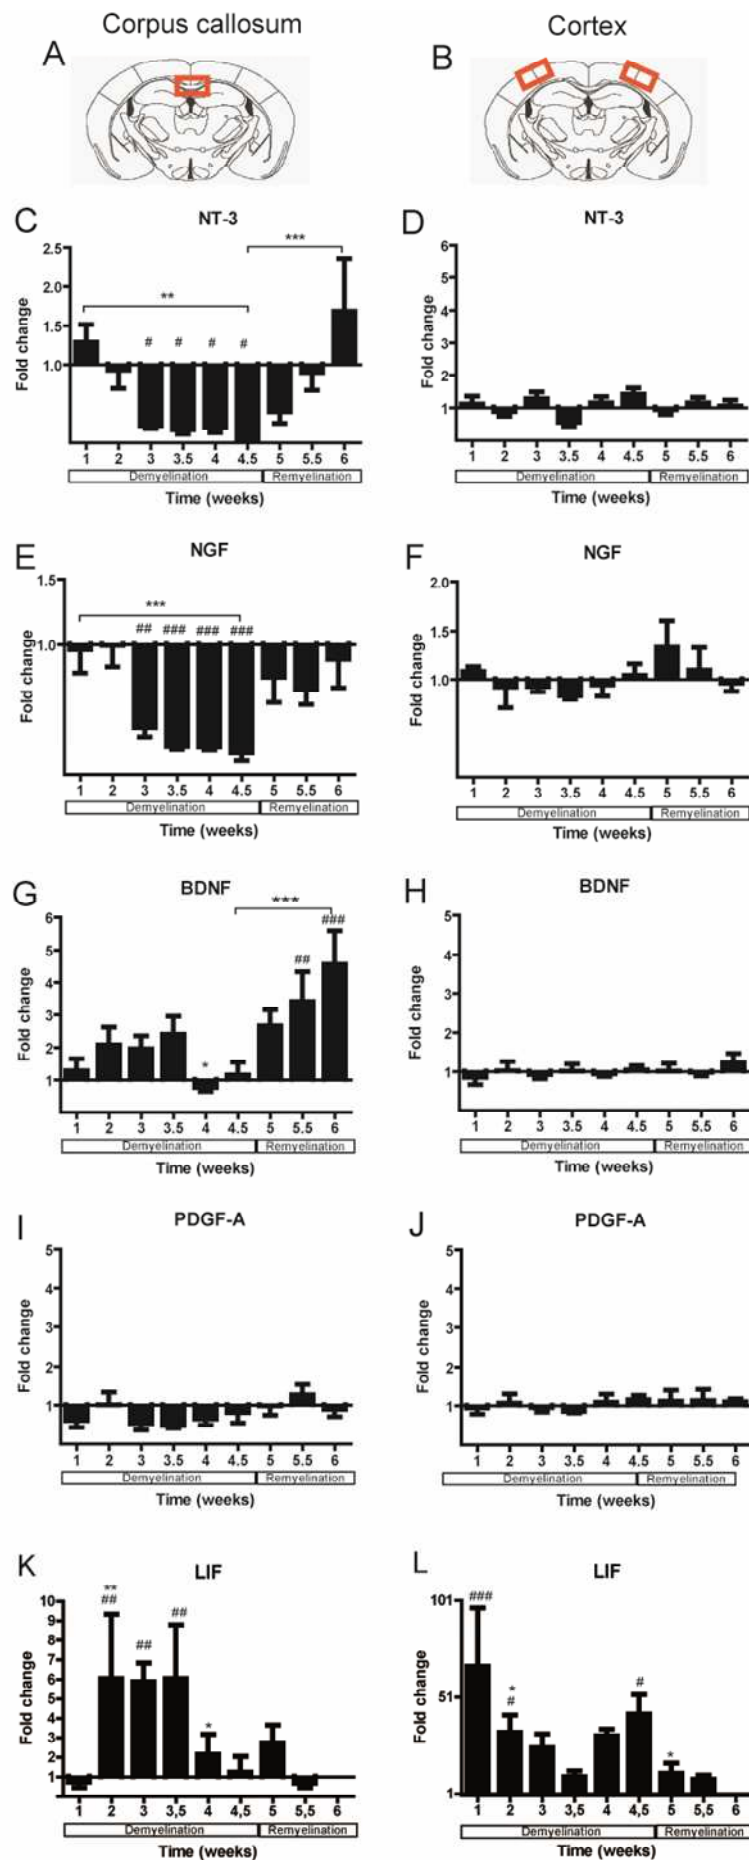 Corpus callosum
Cortex
A
B
C
NT-3
2.5
1.5
1.0
Fold change
***
**
# # # #
1 2 3 3.5 4 4.5 5 5.5 6
Demyelination Remyelination
Time (weeks)
D
NT-3
6
5
4
3
2
1
Fold change
1 2 3 3.5 4 4.5 5 5.5 6
Demyelination Remyelination
Time (weeks)
E
NGF
1.5
1.0
Fold change
***
## ### ### ###
1 2 3 3.5 4 4.5 5 5.5 6
Demyelination Remyelination
Time (weeks)
F
NGF
2.0
1.5
1.0
Fold change
1 2 3 3.5 4 4.5 5 5.5 6
Demyelination Remyelination
Time (weeks)
G
BDNF
6
5
4
3
2
1
Fold change
***
###
##
*
1 2 3 3.5 4 4.5 5 5.5 6
Demyelination Remyelination
Time (weeks)
H
BDNF
5
4
3
2
1
Fold change
1 2 3 3.5 4 4.5 5 5.5 6
Demyelination Remyelination
Time (weeks)
I
PDGF-A
5
4
3
2
1
Fold change
1 2 3 3.5 4 4.5 5 5.5 6
Demyelination Remyelination
Time (weeks)
J
PDGF-A
5
4
3
2
1
Fold change
1 2 3 3.5 4 4.5 5 5.5 6
Demyelination Remyelination
Time (weeks)
K
LIF
10
9
8
7
6
5
4
3
2
1
Fold change
**
## ## ##
*
1 2 3 3,5 4 4,5 5 5,5 6
Demyelination Remyelination
Time (weeks)
L
LIF
101
51
1
Fold change
###
*
#
#
*
1 2 3 3,5 4 4,5 5 5,5 6
Demyelination Remyelination
Time (weeks)